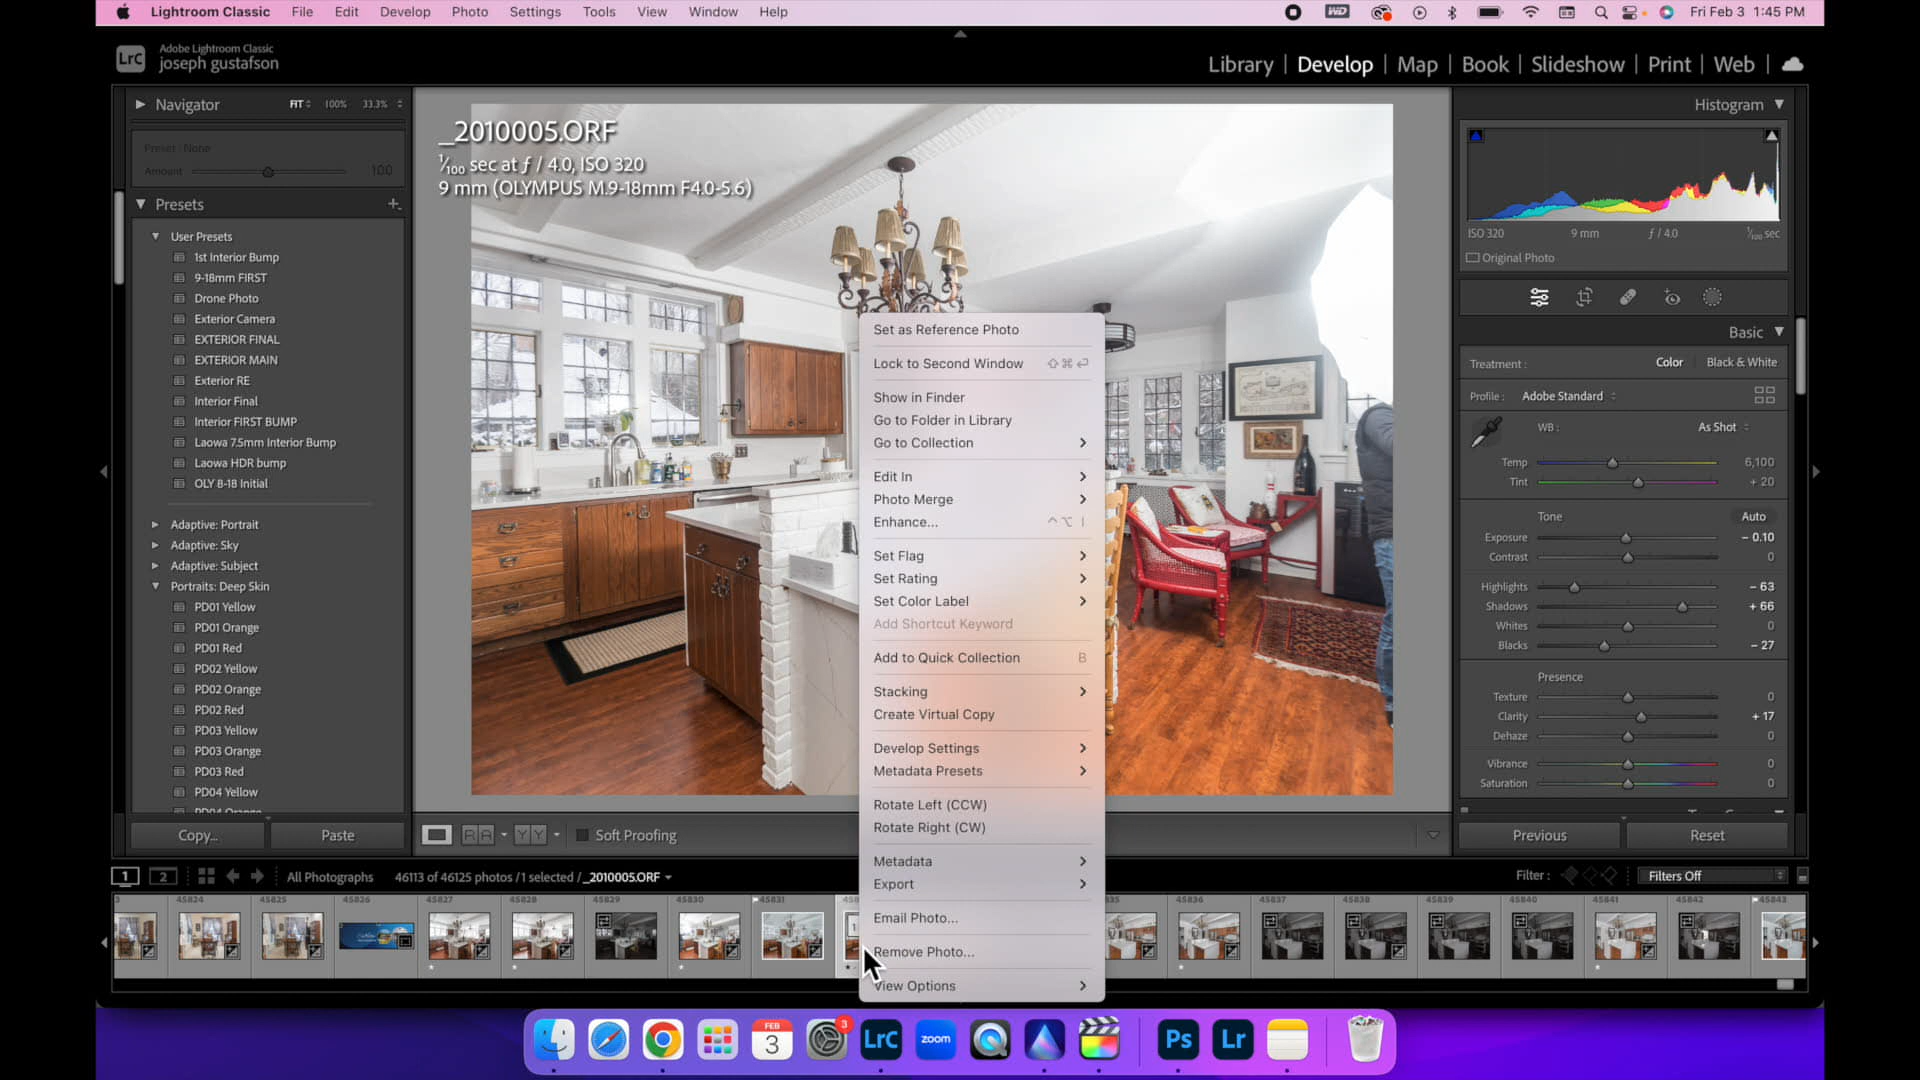 Lightroom Classic File Edit Develop Photo Settings Tools View Window Help
WD Fri Feb 3 1:45 PM
LrC Adobe Lightroom Classic
joseph gustafson
Library | Develop | Map | Book | Slideshow | Print | Web
Navigator FIT 100% 33.3%
Preset : None
Amount 100
Presets +
User Presets
1st Interior Bump
9-18mm FIRST
Drone Photo
Exterior Camera
EXTERIOR FINAL
EXTERIOR MAIN
Exterior RE
Interior Final
Interior FIRST BUMP
Laowa 7.5mm Interior Bump
Laowa HDR bump
OLY 8-18 Initial
Adaptive: Portrait
Adaptive: Sky
Adaptive: Subject
Portraits: Deep Skin
PD01 Yellow
PD01 Orange
PD01 Red
PD02 Yellow
PD02 Orange
PD02 Red
PD03 Yellow
PD03 Orange
PD03 Red
PD04 Yellow
PD04 Orange
Copy... Paste
_2010005.ORF
1/100 sec at ƒ / 4.0, ISO 320
9 mm (OLYMPUS M.9-18mm F4.0-5.6)
Set as Reference Photo
Lock to Second Window ⇧⌘↩
Show in Finder
Go to Folder in Library
Go to Collection
Edit In
Photo Merge
Enhance... ^⌥ I
Set Flag
Set Rating
Set Color Label
Add Shortcut Keyword
Add to Quick Collection B
Stacking
Create Virtual Copy
Develop Settings
Metadata Presets
Rotate Left (CCW)
Rotate Right (CW)
Metadata
Export
Email Photo...
Remove Photo...
View Options
Histogram
ISO 320 9 mm ƒ / 4.0 1/100 sec
Original Photo
Basic
Treatment : Color Black & White
Profile : Adobe Standard
WB : As Shot
Temp 6,100
Tint + 20
Tone Auto
Exposure – 0.10
Contrast 0
Highlights – 63
Shadows + 66
Whites 0
Blacks – 27
Presence
Texture 0
Clarity + 17
Dehaze 0
Vibrance 0
Saturation 0
Previous Reset
R A Y Y Soft Proofing
1 2 All Photographs 46113 of 46125 photos / 1 selected / _2010005.ORF
Filter : Filters Off
3 45824 45825 45826 45827 45828 45829 45830 45831 45836 45837 45838 45839 45840 45841 45842 45843
FEB
3
3
LrC
zoom
Ps
Lr